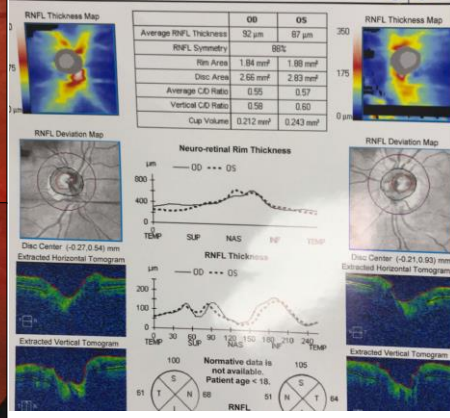 RNFL Thickness Map
OD OS
Average RNFL Thickness 92 µm 87 µm
RNFL Symmetry 86%
Rim Area 1.84 mm² 1.88 mm²
Disc Area 2.66 mm² 2.83 mm²
Average C/D Ratio 0.55 0.57
Vertical C/D Ratio 0.58 0.60
Cup Volume 0.212 mm³ 0.243 mm³
RNFL Thickness Map
350
175
0 µm
75
µm
RNFL Deviation Map
Disc Center (-0.27,0.54) mm
Extracted Horizontal Tomogram
Extracted Vertical Tomogram
Neuro-retinal Rim Thickness
µm
OD OS
800
400
0
TEMP SUP NAS INF TEMP
RNFL Thickness
µm
OD OS
200
100
0
0 30 60 90 120 150 180 210 240
TEMP SUP NAS INF TEMP
100
S
51 T N 68
I
Normative data is
not available.
Patient age < 18.
RNFL
105
S
51 N T 64
RNFL Deviation Map
Disc Center (-0.21,0.93) mm
Extracted Horizontal Tomogram
Extracted Vertical Tomogram